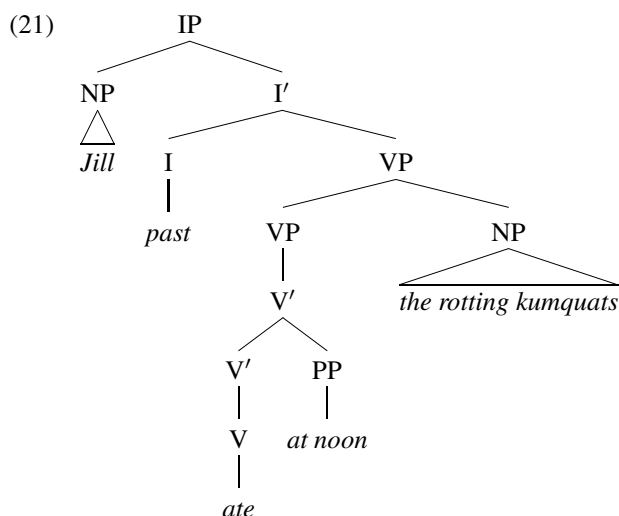 (21) IP
NP I′
Jill I VP
past VP NP
V′ the rotting kumquats
V′ PP
V at noon
ate